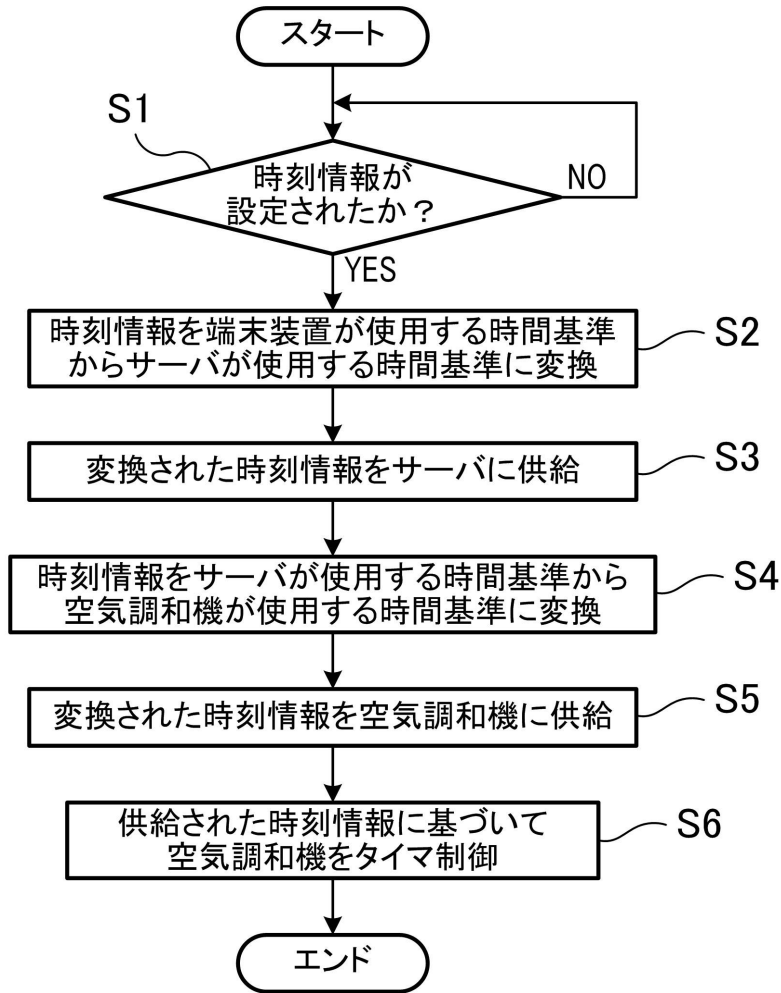 スタート
S1
時刻情報が
設定されたか？
NO
YES
時刻情報を端末装置が使用する時間基準
からサーバが使用する時間基準に変換
S2
変換された時刻情報をサーバに供給
S3
時刻情報をサーバが使用する時間基準から
空気調和機が使用する時間基準に変換
S4
変換された時刻情報を空気調和機に供給
S5
供給された時刻情報に基づいて
空気調和機をタイマ制御
S6
エンド